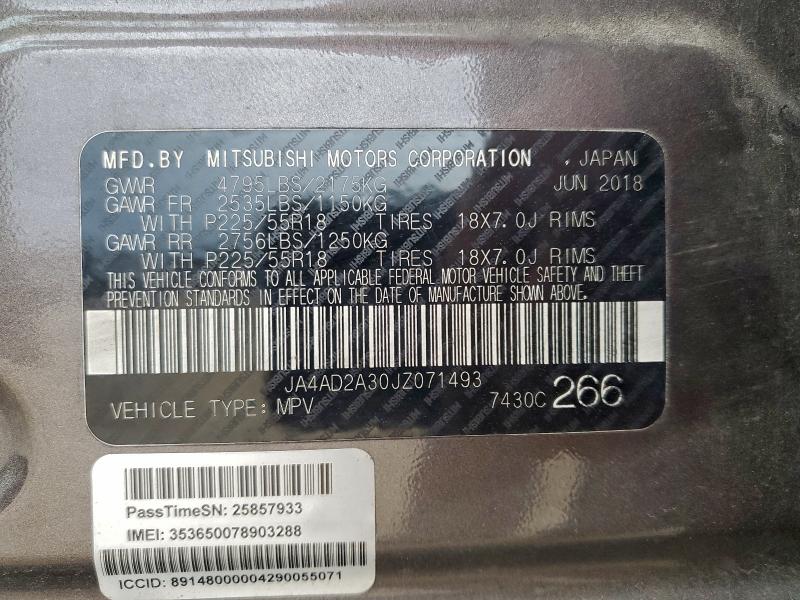 MFD.BY MITSUBISHI MOTORS CORPORATION , JAPAN
GVWR 4795LBS/2175KG JUN 2018
GAWR FR 2535LBS/1150KG
WITH P225/55R18 TIRES 18X7.0J RIMS
GAWR RR 2756LBS/1250KG
WITH P225/55R18 TIRES 18X7.0J RIMS
THIS VEHICLE CONFORMS TO ALL APPLICABLE FEDERAL MOTOR VEHICLE SAFETY AND THEFT
PREVENTION STANDARDS IN EFFECT ON THE DATE OF MANUFACTURE SHOWN ABOVE.
JA4AD2A30JZ071493
VEHICLE TYPE: MPV 7430C 266
PassTimeSN: 25857933
IMEI: 353650078903288
ICCID: 89148000004290055071